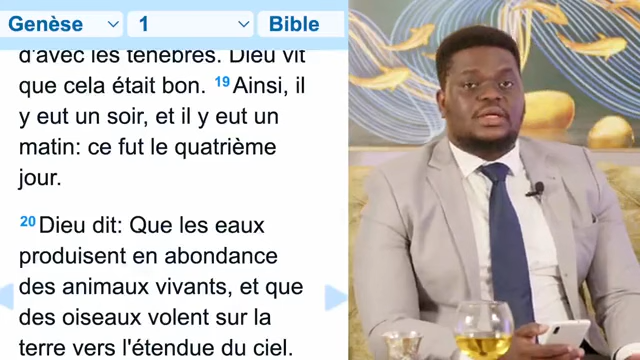 Genèse 1 Bible
d'avec les ténèbres. Dieu vit
que cela était bon. 19 Ainsi, il
y eut un soir, et il y eut un
matin: ce fut le quatrième
jour.
20 Dieu dit: Que les eaux
produisent en abondance
des animaux vivants, et que
des oiseaux volent sur la
terre vers l'étendue du ciel.